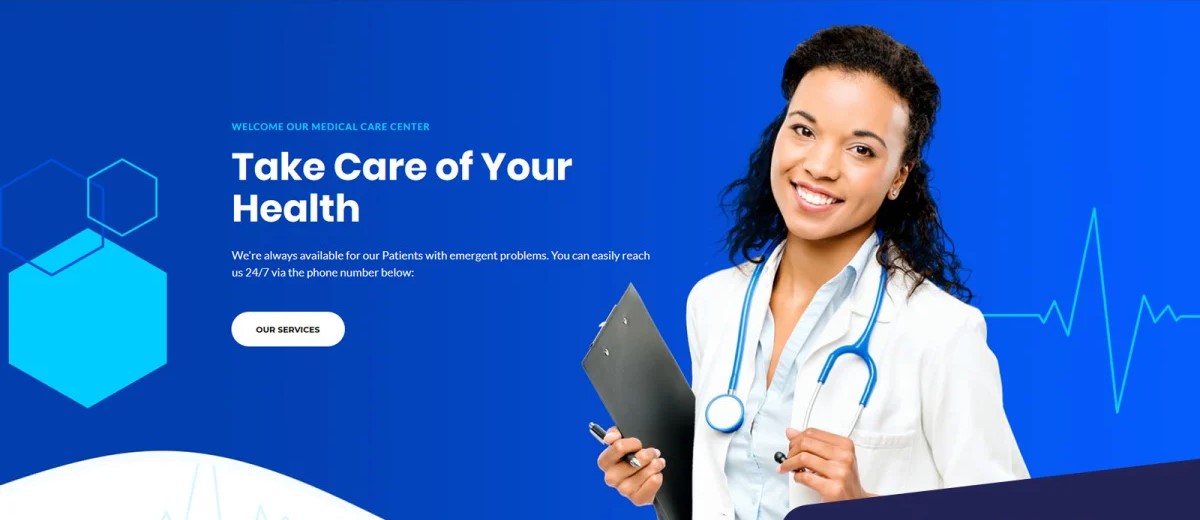 WELCOME OUR MEDICAL CARE CENTER
Take Care of Your
Health
We're always available for our Patients with emergent problems. You can easily reach
us 24/7 via the phone number below:
OUR SERVICES